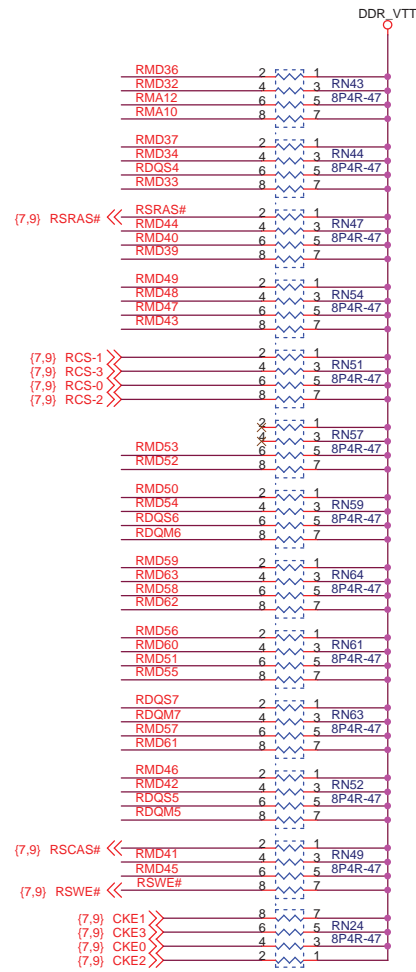 DDR_VTT
RMD36 2 1
RMD32 4 3 RN43
RMA12 6 5 8P4R-47
RMA10 8 7
RMD37 2 1
RMD34 4 3 RN44
RDQS4 6 5 8P4R-47
RMD33 8 7
{7,9} RSRAS# RSRAS# 2 1
RMD44 4 3 RN47
RMD40 6 5 8P4R-47
RMD39 8 7
RMD49 2 1
RMD48 4 3 RN54
RMD47 6 5 8P4R-47
RMD43 8 7
{7,9} RCS-1 2 1
{7,9} RCS-3 4 3 RN51
{7,9} RCS-0 6 5 8P4R-47
{7,9} RCS-2 8 7
2 1
4 3 RN57
RMD53 6 5 8P4R-47
RMD52 8 7
RMD50 2 1
RMD54 4 3 RN59
RDQS6 6 5 8P4R-47
RDQM6 8 7
RMD59 2 1
RMD63 4 3 RN64
RMD58 6 5 8P4R-47
RMD62 8 7
RMD56 2 1
RMD60 4 3 RN61
RMD51 6 5 8P4R-47
RMD55 8 7
RDQS7 2 1
RDQM7 4 3 RN63
RMD57 6 5 8P4R-47
RMD61 8 7
RMD46 2 1
RMD42 4 3 RN52
RDQS5 6 5 8P4R-47
RDQM5 8 7
{7,9} RSCAS# 2 1
RMD41 4 3 RN49
RMD45 6 5 8P4R-47
{7,9} RSWE# RSWE# 8 7
{7,9} CKE1 8 7
{7,9} CKE3 6 5 RN24
{7,9} CKE0 4 3 8P4R-47
{7,9} CKE2 2 1